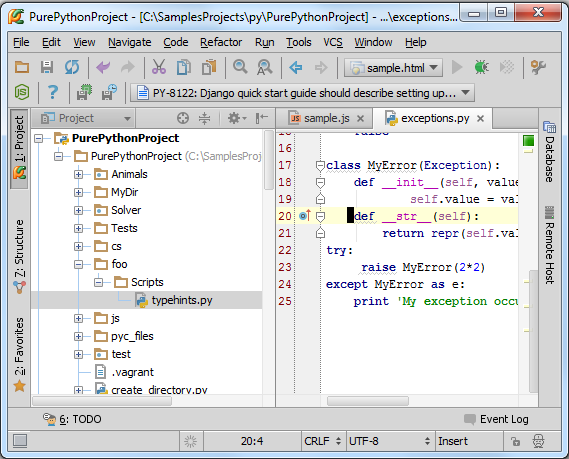 PurePythonProject - [C:\SamplesProjects\py\PurePythonProject] - ...\exceptions.py
File Edit View Navigate Code Refactor Run Tools VCS Window Help
sample.html
PY-8122: Django quick start guide should describe setting up...
1: Project
Z: Structure
2: Favorites
Project
PurePythonProject
PurePythonProject (C:\SamplesProj
Animals
MyDir
Solver
Tests
cs
foo
Scripts
typehints.py
js
pyc_files
test
.vagrant
create_directory.py
sample.js
exceptions.py
16 raise
17 class MyError(Exception):
18 def __init__(self, value
19 self.value = val
20 def __str__(self):
21 return repr(self.val
22 try:
23 raise MyError(2*2)
24 except MyError as e:
25 print 'My exception occu
Database
Remote Host
6: TODO
Event Log
20:4 CRLF UTF-8 Insert